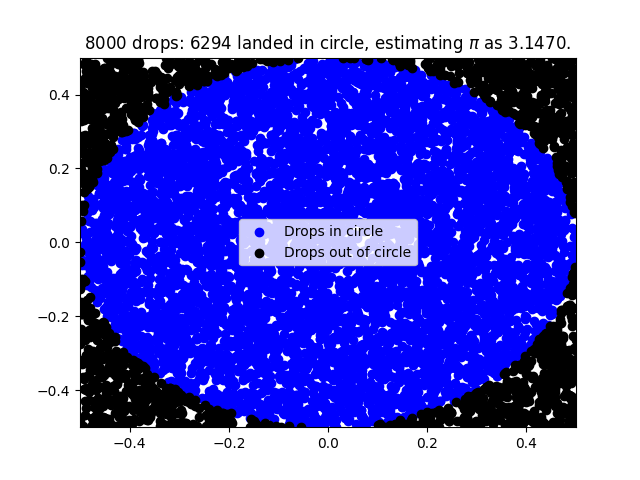 8000 drops: 6294 landed in circle, estimating π as 3.1470.
0.4
0.2
0.0
−0.2
−0.4
Drops in circle
Drops out of circle
−0.4 −0.2 0.0 0.2 0.4